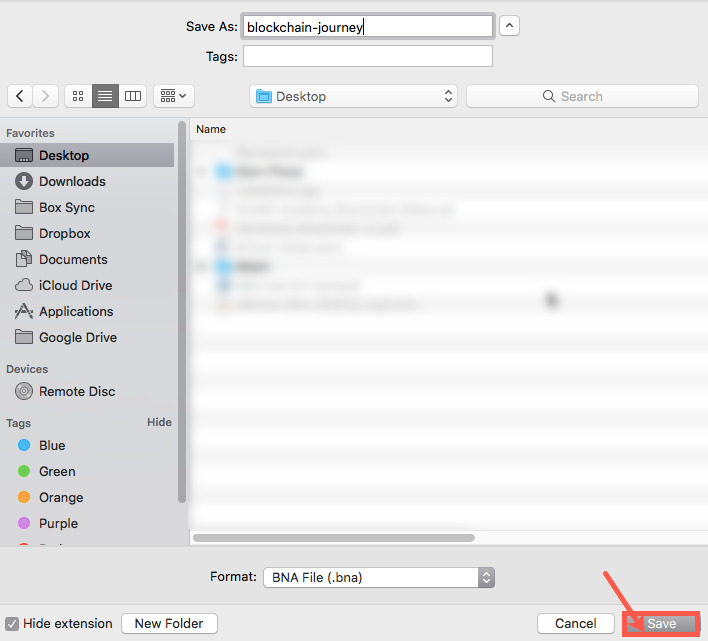 Save As: blockchain-journey
Tags:
Desktop
Search
Favorites
Desktop
Downloads
Box Sync
Dropbox
Documents
iCloud Drive
Applications
Google Drive
Devices
Remote Disc
Tags Hide
Blue
Green
Orange
Purple
Name
Format: BNA File (.bna)
Hide extension
New Folder
Cancel
Save